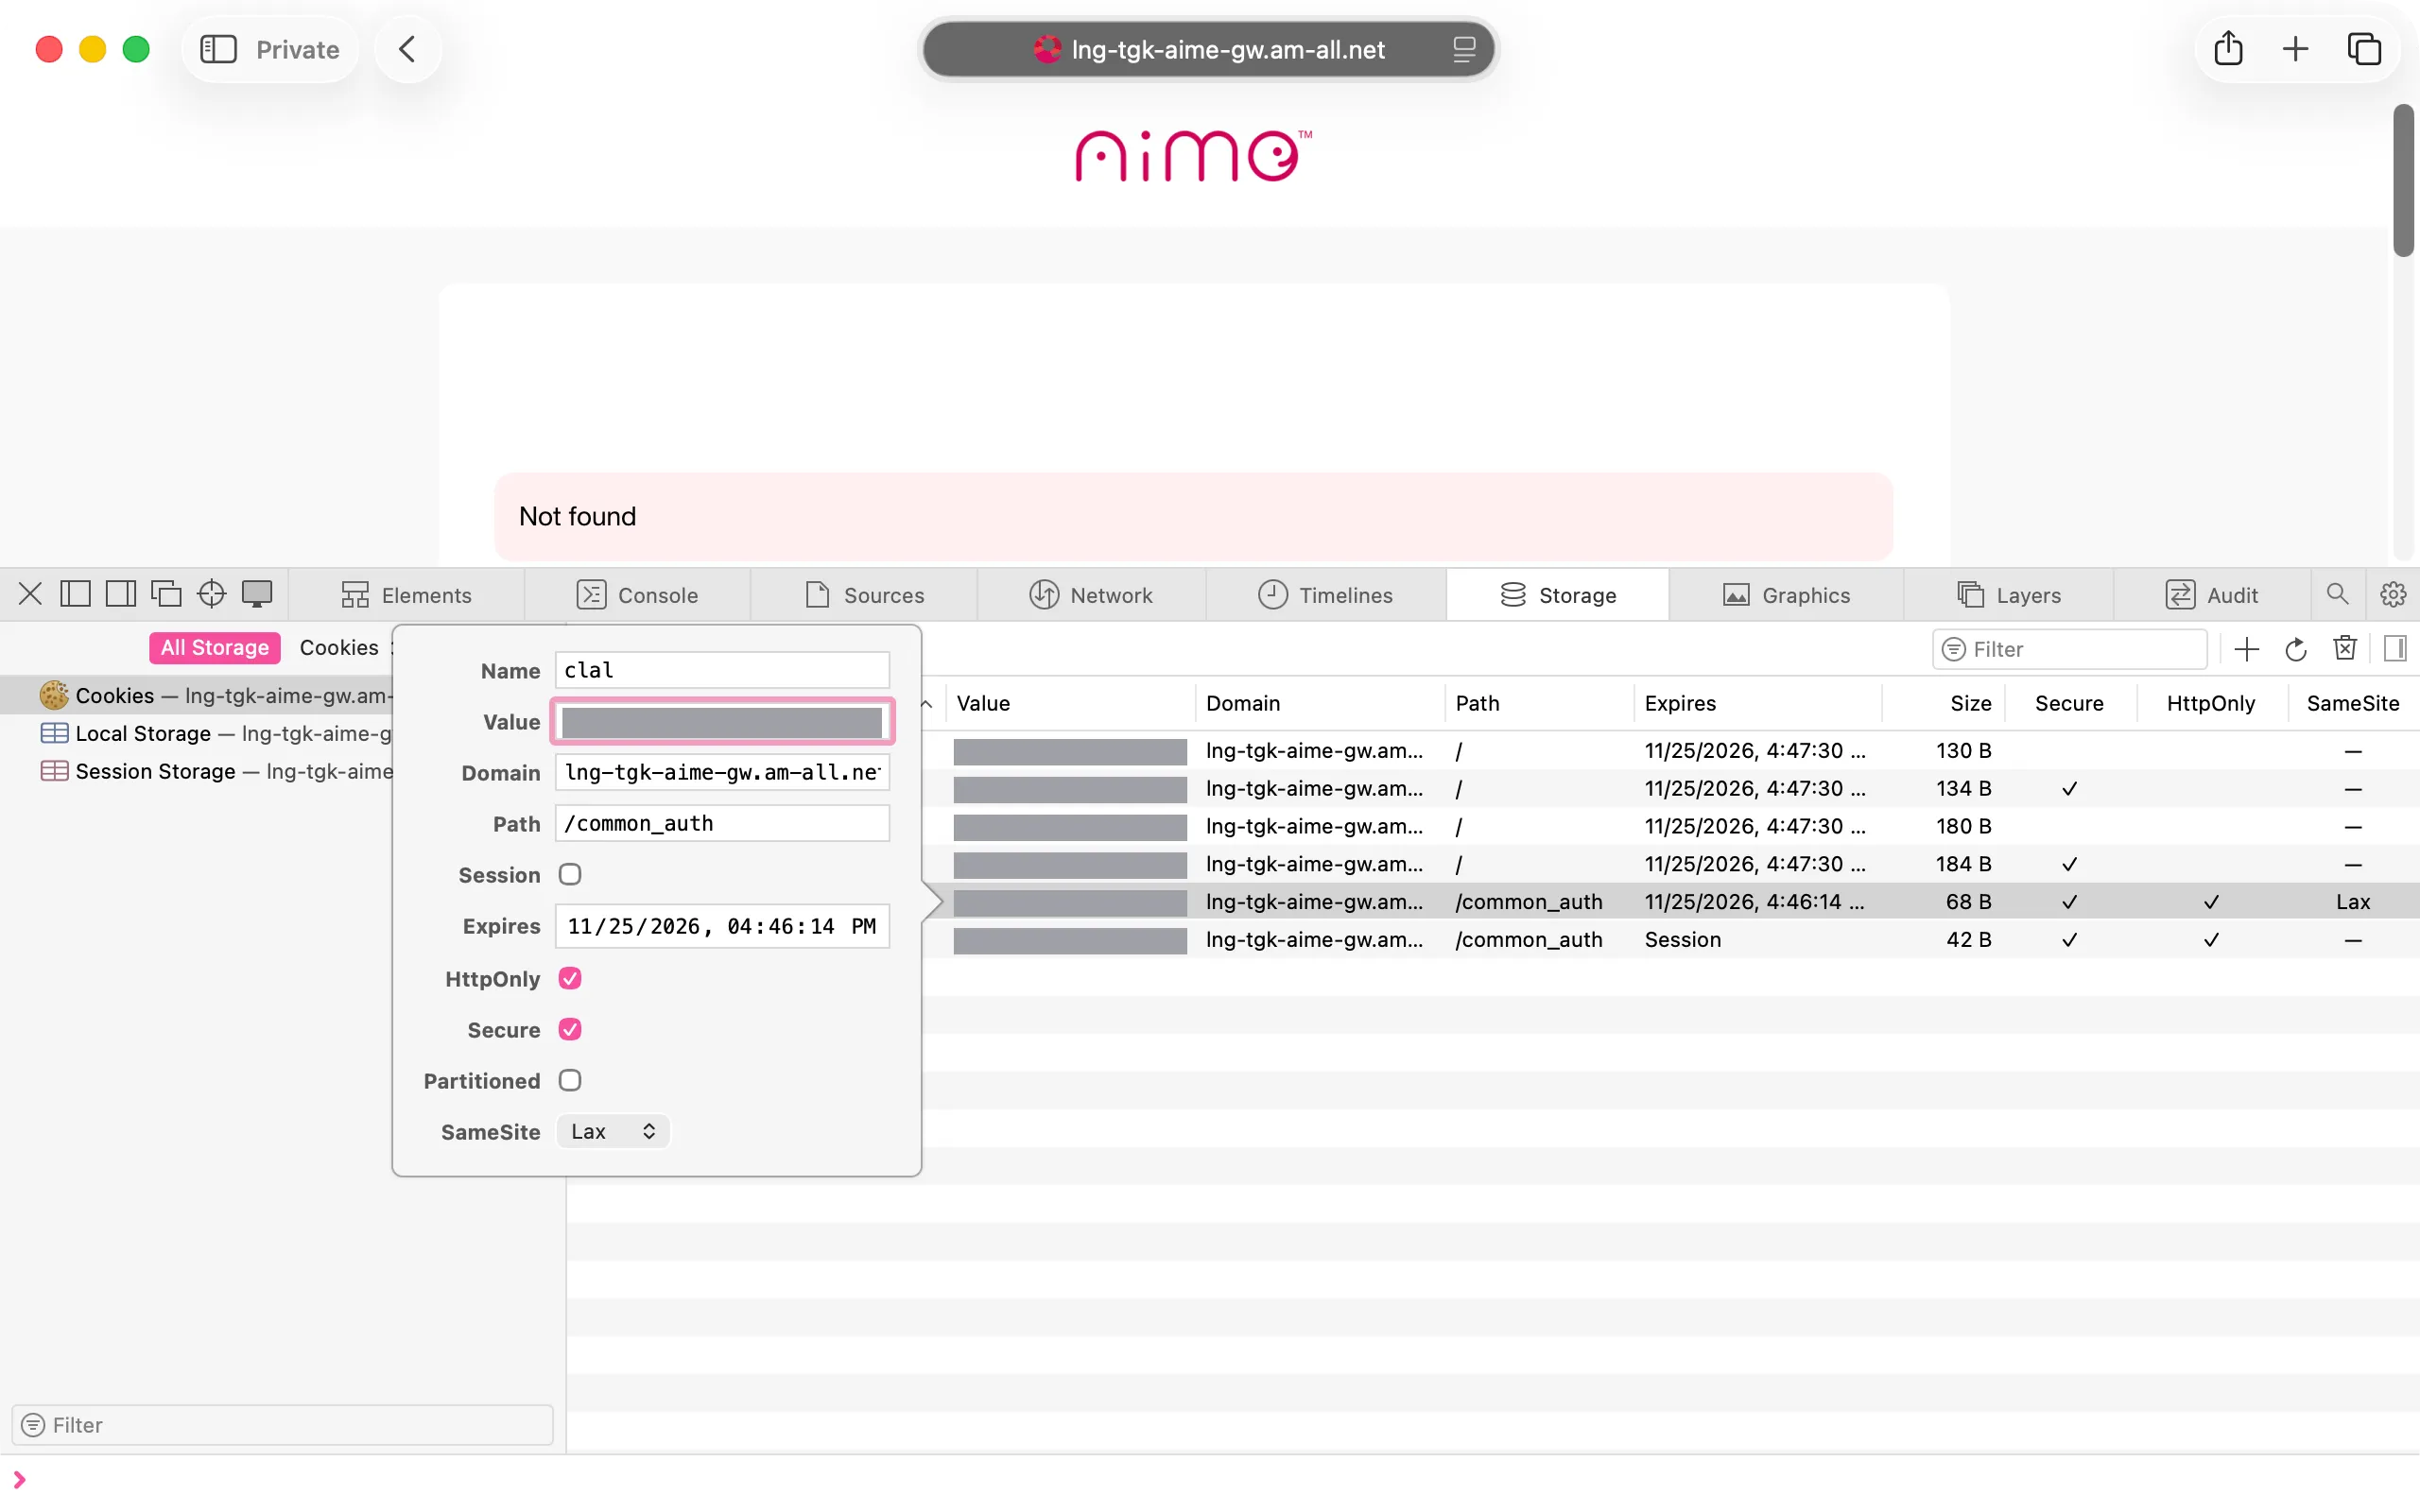 Private
lng-tgk-aime-gw.am-all.net
aime™
Not found
Elements
Console
Sources
Network
Timelines
Storage
Graphics
Layers
Audit
All Storage
Cookies
Filter
Cookies — lng-tgk-aime-gw.am-
Local Storage — lng-tgk-aime-g
Session Storage — lng-tgk-aime
Name clal
Value
Domain lng-tgk-aime-gw.am-all.ne
Path /common_auth
Session
Expires 11/25/2026, 04:46:14 PM
HttpOnly
Secure
Partitioned
SameSite Lax
Value Domain Path Expires Size Secure HttpOnly SameSite
lng-tgk-aime-gw.am... / 11/25/2026, 4:47:30 ... 130 B —
lng-tgk-aime-gw.am... / 11/25/2026, 4:47:30 ... 134 B ✓ —
lng-tgk-aime-gw.am... / 11/25/2026, 4:47:30 ... 180 B —
lng-tgk-aime-gw.am... / 11/25/2026, 4:47:30 ... 184 B ✓ —
lng-tgk-aime-gw.am... /common_auth 11/25/2026, 4:46:14 ... 68 B ✓ ✓ Lax
lng-tgk-aime-gw.am... /common_auth Session 42 B ✓ ✓ —
Filter